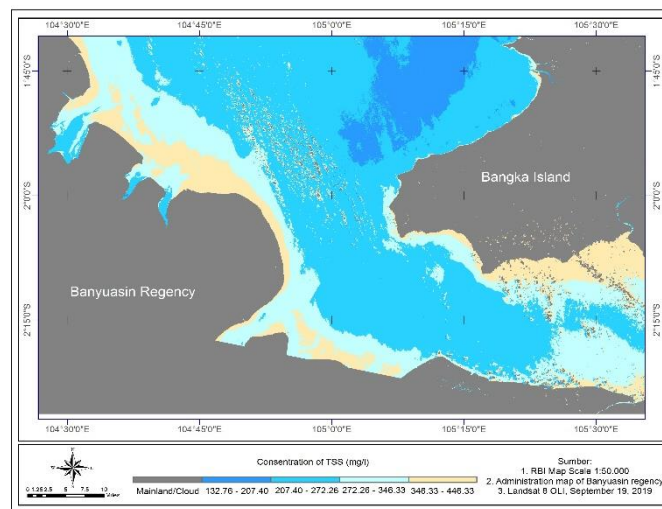 104°30'0"E 104°45'0"E 105°0'0"E 105°15'0"E 105°30'0"E
1°45'0"S 1°45'0"S
Bangka Island
2°0'0"S 2°0'0"S
Banyuasin Regency
2°15'0"S 2°15'0"S
104°30'0"E 104°45'0"E 105°0'0"E 105°15'0"E 105°30'0"E
Consentration of TSS (mg/l)
Mainland/Cloud 132.76 - 207.40 207.40 - 272.26 272.26 - 346.33 346.33 - 446.33
Sumbor:
1. RBI Map Scale 1:50.000
2. Administration map of Banyuasin regency
3. Landsat 8 OLI, September 19, 2019